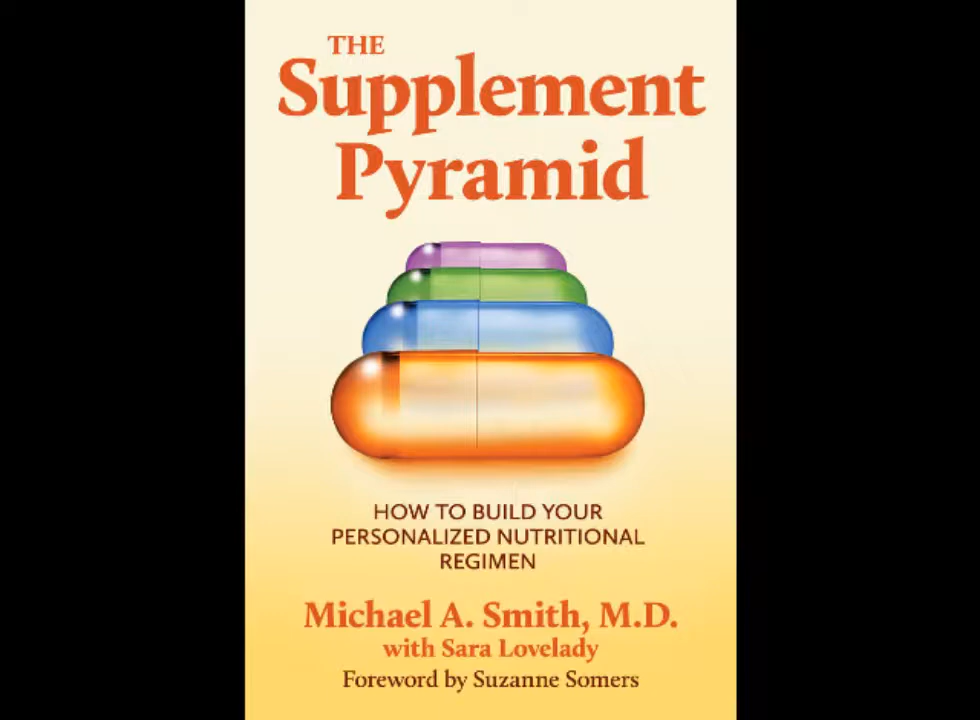 THE
Supplement
Pyramid
HOW TO BUILD YOUR
PERSONALIZED NUTRITIONAL
REGIMEN
Michael A. Smith, M.D.
with Sara Lovelady
Foreword by Suzanne Somers